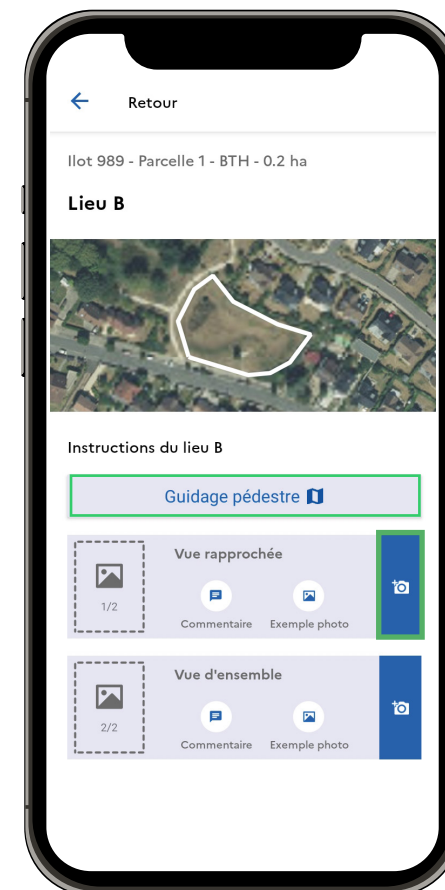 Retour
Ilot 989 - Parcelle 1 - BTH - 0.2 ha
Lieu B
Instructions du lieu B
Guidage pédestre
Vue rapprochée
1/2
Commentaire Exemple photo
Vue d'ensemble
2/2
Commentaire Exemple photo